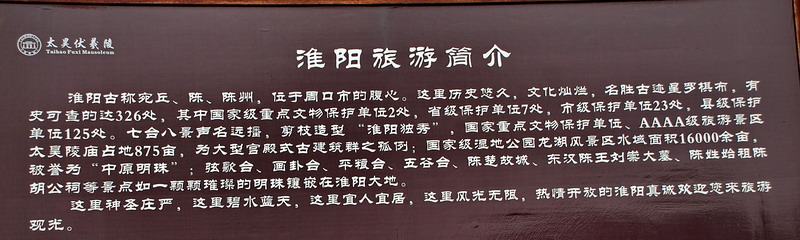 太昊伏羲陵
Taihao Fuxi Mausoleum
淮阳旅游简介
淮阳古称宛丘、陈、陈州，位于周口市的腹心。这里历史悠久，文化灿烂，名胜古迹星罗棋布，有
史可查的达326处，其中国家级重点文物保护单位2处，省级保护单位7处，市级保护单位23处，县级保护
单位125处。七台八景声名远播，剪枝造型“淮阳独秀”，国家重点文物保护单位、AAAA级旅游景区
太昊陵庙占地875亩，为大型宫殿式古建筑群之孤例；国家级湿地公园龙湖风景区水域面积16000余亩，
被誉为“中原明珠”；弦歌台、画卦台、平粮台、五谷台、陈楚故城、东汉陈王刘崇大墓、陈姓始祖陈
胡公祠等景点如一颗颗璀璨的明珠镶嵌在淮阳大地。
这里神圣庄严，这里碧水蓝天，这里宜人宜居，这里风光无限，热情开放的淮阳真诚欢迎您来旅游
观光。